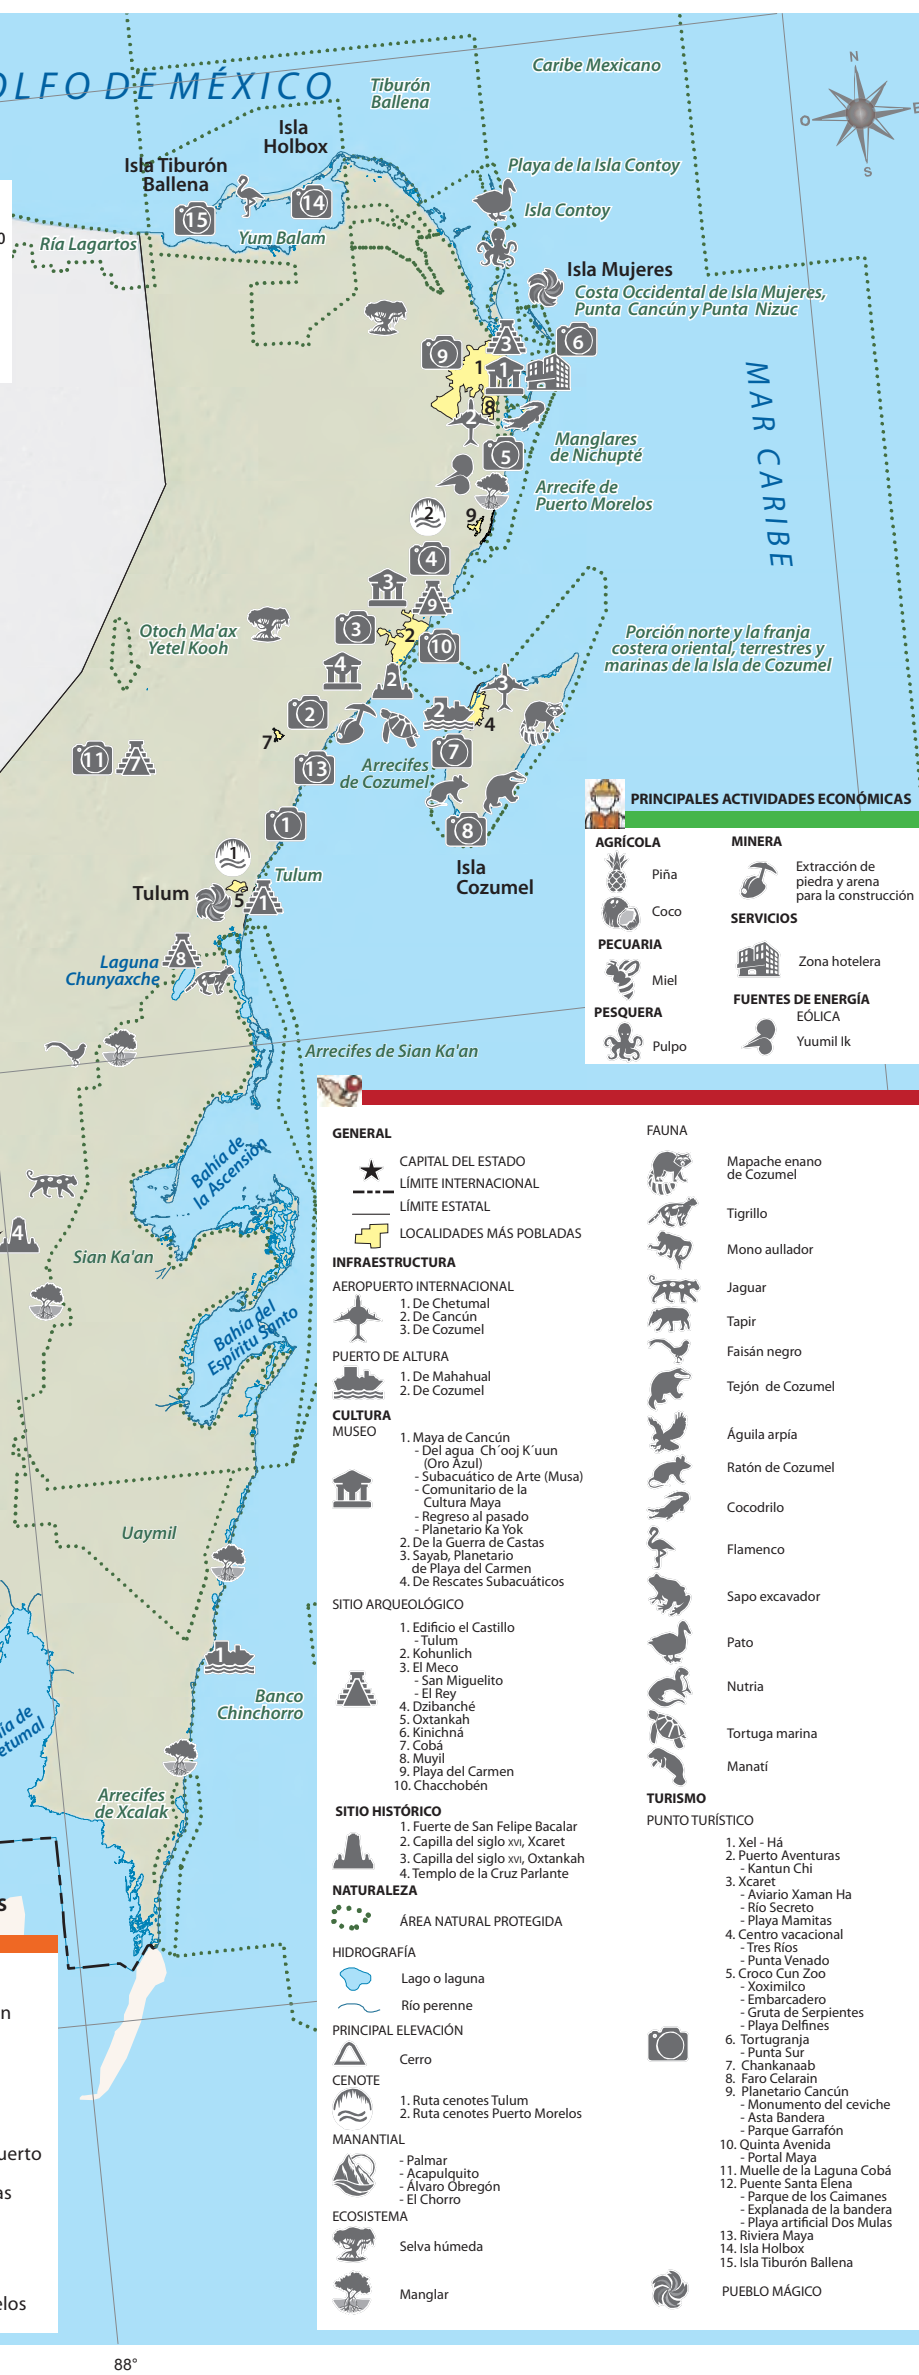 OLFO DE MÉXICO
Caribe Mexicano
Tiburón
Ballena
N
O
E
S
Isla
Holbox
Isla Tiburón
Ballena
Playa de la Isla Contoy
Isla Contoy
15
14
0
Ría Lagartos
Yum Balam
Isla Mujeres
Costa Occidental de Isla Mujeres,
Punta Cancún y Punta Nizuc
9
3
6
1
1
8
2
MAR CARIBE
Manglares
de Nichupté
5
Arrecife de
Puerto Morelos
2
9
4
3
9
Otoch Ma'ax
Yetel Kooh
3
2
10
Porción norte y la franja
costera oriental, terrestres y
marinas de la Isla de Cozumel
4
2
3
2
2
4
7
11
7
13
Arrecifes
de Cozumel
7
8
1
Isla
Cozumel
1
Tulum
Tulum
5
1
8
Laguna
Chunyaxche
Arrecifes de Sian Ka'an
Bahía de
la Ascensión
4
Sian Ka'an
Bahía del
Espíritu Santo
Uaymil
1
Banco
Chinchorro
ía de
etumal
Arrecifes
de Xcalak
S
n
uerto
as
elos
88°
PRINCIPALES ACTIVIDADES ECONÓMICAS
AGRÍCOLA
Piña
Coco
PECUARIA
Miel
PESQUERA
Pulpo
MINERA
Extracción de
piedra y arena
para la construcción
SERVICIOS
Zona hotelera
FUENTES DE ENERGÍA
EÓLICA
Yuumil Ik
GENERAL
CAPITAL DEL ESTADO
LÍMITE INTERNACIONAL
LÍMITE ESTATAL
LOCALIDADES MÁS POBLADAS
INFRAESTRUCTURA
AEROPUERTO INTERNACIONAL
1. De Chetumal
2. De Cancún
3. De Cozumel
PUERTO DE ALTURA
1. De Mahahual
2. De Cozumel
CULTURA
MUSEO
1. Maya de Cancún
- Del agua Ch´ooj K´uun
(Oro Azul)
- Subacuático de Arte (Musa)
- Comunitario de la
Cultura Maya
- Regreso al pasado
- Planetario Ka Yok
2. De la Guerra de Castas
3. Sayab, Planetario
de Playa del Carmen
4. De Rescates Subacuáticos
SITIO ARQUEOLÓGICO
1. Edificio el Castillo
- Tulum
2. Kohunlich
3. El Meco
- San Miguelito
- El Rey
4. Dzibanché
5. Oxtankah
6. Kinichná
7. Cobá
8. Muyil
9. Playa del Carmen
10. Chacchobén
SITIO HISTÓRICO
1. Fuerte de San Felipe Bacalar
2. Capilla del siglo XVI, Xcaret
3. Capilla del siglo XVI, Oxtankah
4. Templo de la Cruz Parlante
NATURALEZA
ÁREA NATURAL PROTEGIDA
HIDROGRAFÍA
Lago o laguna
Río perenne
PRINCIPAL ELEVACIÓN
Cerro
CENOTE
1. Ruta cenotes Tulum
2. Ruta cenotes Puerto Morelos
MANANTIAL
- Palmar
- Acapulquito
- Álvaro Obregón
- El Chorro
ECOSISTEMA
Selva húmeda
Manglar
FAUNA
Mapache enano
de Cozumel
Tigrillo
Mono aullador
Jaguar
Tapir
Faisán negro
Tejón de Cozumel
Águila arpía
Ratón de Cozumel
Cocodrilo
Flamenco
Sapo excavador
Pato
Nutria
Tortuga marina
Manatí
TURISMO
PUNTO TURÍSTICO
1. Xel - Há
2. Puerto Aventuras
- Kantun Chi
3. Xcaret
- Aviario Xaman Ha
- Río Secreto
- Playa Mamitas
4. Centro vacacional
- Tres Ríos
- Punta Venado
5. Croco Cun Zoo
- Xoximilco
- Embarcadero
- Gruta de Serpientes
- Playa Delfines
6. Tortugranja
- Punta Sur
7. Chankanaab
8. Faro Celarain
9. Planetario Cancún
- Monumento del ceviche
- Asta Bandera
- Parque Garrafón
10. Quinta Avenida
- Portal Maya
11. Muelle de la Laguna Cobá
12. Puente Santa Elena
- Parque de los Caimanes
- Explanada de la bandera
- Playa artificial Dos Mulas
13. Riviera Maya
14. Isla Holbox
15. Isla Tiburón Ballena
PUEBLO MÁGICO